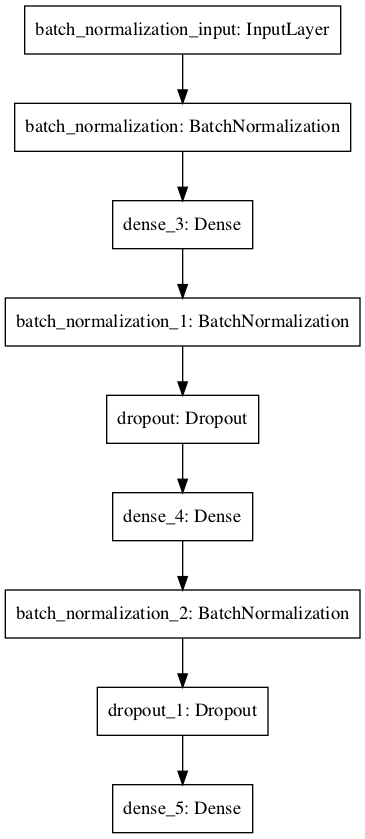 batch_normalization_input: InputLayer
batch_normalization: BatchNormalization
dense_3: Dense
batch_normalization_1: BatchNormalization
dropout: Dropout
dense_4: Dense
batch_normalization_2: BatchNormalization
dropout_1: Dropout
dense_5: Dense